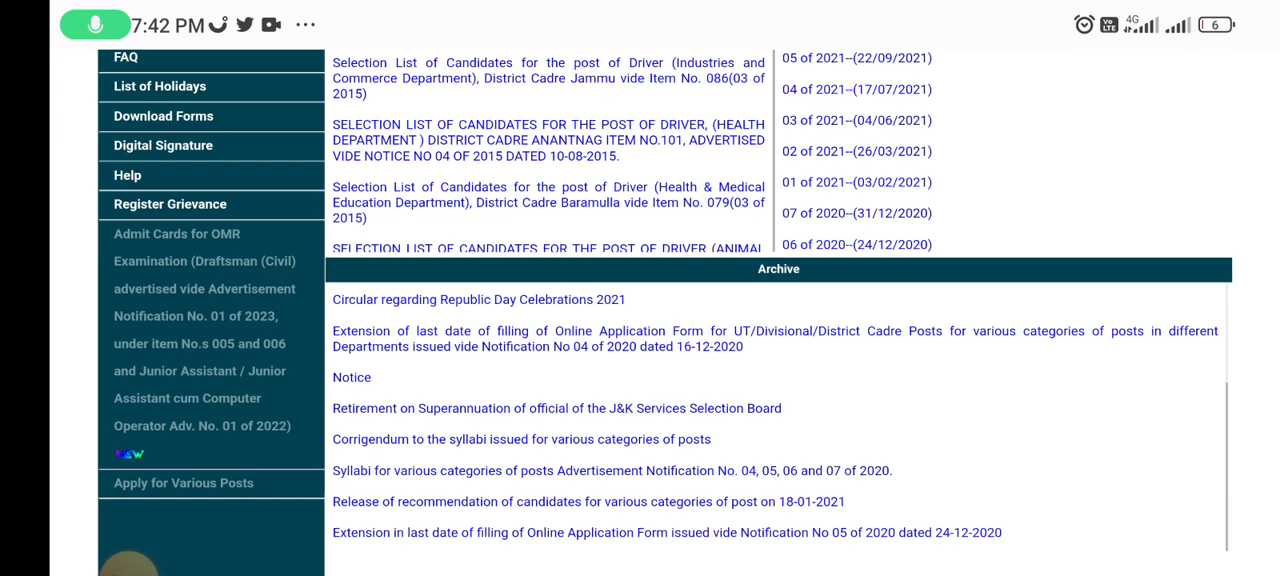 7:42 PM
4G
Vo
LTE
6
FAQ
List of Holidays
Download Forms
Digital Signature
Help
Register Grievance
Admit Cards for OMR
Examination (Draftsman (Civil)
advertised vide Advertisement
Notification No. 01 of 2023,
under item No.s 005 and 006
and Junior Assistant / Junior
Assistant cum Computer
Operator Adv. No. 01 of 2022)
NEW
Apply for Various Posts
Selection List of Candidates for the post of Driver (Industries and
Commerce Department), District Cadre Jammu vide Item No. 086(03 of
2015)
SELECTION LIST OF CANDIDATES FOR THE POST OF DRIVER, (HEALTH
DEPARTMENT ) DISTRICT CADRE ANANTNAG ITEM NO.101, ADVERTISED
VIDE NOTICE NO 04 OF 2015 DATED 10-08-2015.
Selection List of Candidates for the post of Driver (Health & Medical
Education Department), District Cadre Baramulla vide Item No. 079(03 of
2015)
SELECTION LIST OF CANDIDATES FOR THE POST OF DRIVER (ANIMAL
05 of 2021--(22/09/2021)
04 of 2021--(17/07/2021)
03 of 2021--(04/06/2021)
02 of 2021--(26/03/2021)
01 of 2021--(03/02/2021)
07 of 2020--(31/12/2020)
06 of 2020--(24/12/2020)
Archive
Circular regarding Republic Day Celebrations 2021
Extension of last date of filling of Online Application Form for UT/Divisional/District Cadre Posts for various categories of posts in different
Departments issued vide Notification No 04 of 2020 dated 16-12-2020
Notice
Retirement on Superannuation of official of the J&K Services Selection Board
Corrigendum to the syllabi issued for various categories of posts
Syllabi for various categories of posts Advertisement Notification No. 04, 05, 06 and 07 of 2020.
Release of recommendation of candidates for various categories of post on 18-01-2021
Extension in last date of filling of Online Application Form issued vide Notification No 05 of 2020 dated 24-12-2020